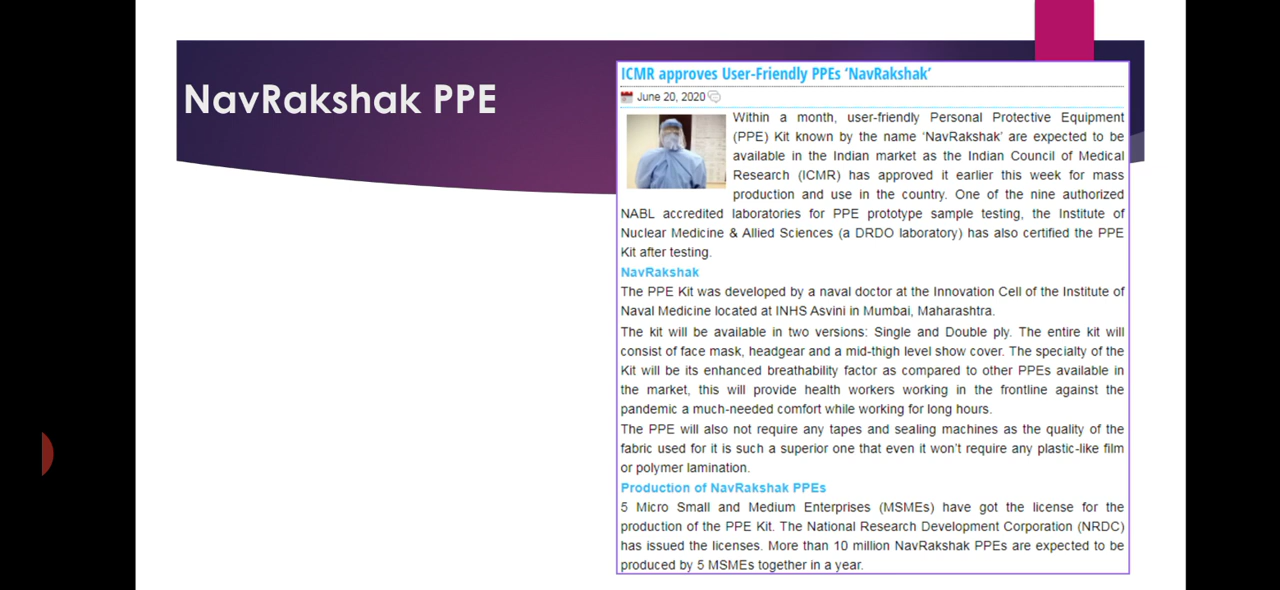 NavRakshak PPE
ICMR approves User-Friendly PPEs ‘NavRakshak’
June 20, 2020
Within a month, user-friendly Personal Protective Equipment
(PPE) Kit known by the name ‘NavRakshak’ are expected to be
available in the Indian market as the Indian Council of Medical
Research (ICMR) has approved it earlier this week for mass
production and use in the country. One of the nine authorized
NABL accredited laboratories for PPE prototype sample testing, the Institute of
Nuclear Medicine & Allied Sciences (a DRDO laboratory) has also certified the PPE
Kit after testing.
NavRakshak
The PPE Kit was developed by a naval doctor at the Innovation Cell of the Institute of
Naval Medicine located at INHS Asvini in Mumbai, Maharashtra.
The kit will be available in two versions: Single and Double ply. The entire kit will
consist of face mask, headgear and a mid-thigh level show cover. The specialty of the
Kit will be its enhanced breathability factor as compared to other PPEs available in
the market, this will provide health workers working in the frontline against the
pandemic a much-needed comfort while working for long hours.
The PPE will also not require any tapes and sealing machines as the quality of the
fabric used for it is such a superior one that even it won’t require any plastic-like film
or polymer lamination.
Production of NavRakshak PPEs
5 Micro Small and Medium Enterprises (MSMEs) have got the license for the
production of the PPE Kit. The National Research Development Corporation (NRDC)
has issued the licenses. More than 10 million NavRakshak PPEs are expected to be
produced by 5 MSMEs together in a year.